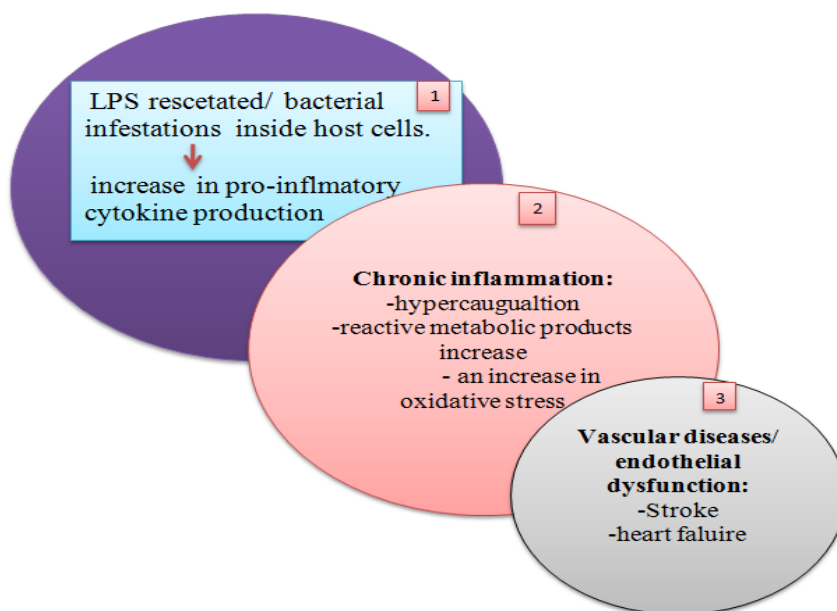 1
LPS rescetated/ bacterial
infestations inside host cells.
increase in pro-inflmatory
cytokine production
2
Chronic inflammation:
-hypercaugualtion
-reactive metabolic products
increase
- an increase in
oxidative stress
3
Vascular diseases/
endothelial
dysfunction:
-Stroke
-heart faluire